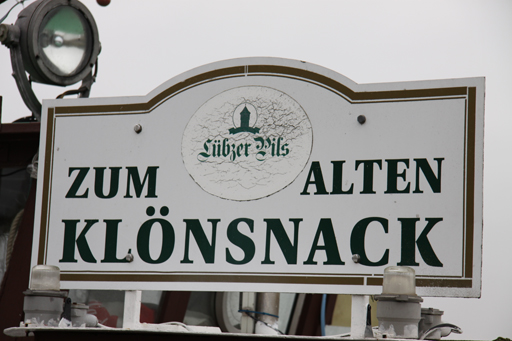 Lübzer Pils
ZUM ALTEN
KLÖNSNACK